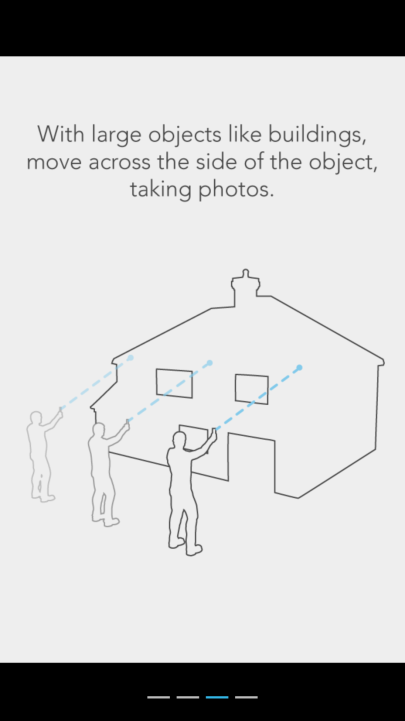 With large objects like buildings,
move across the side of the object,
taking photos.